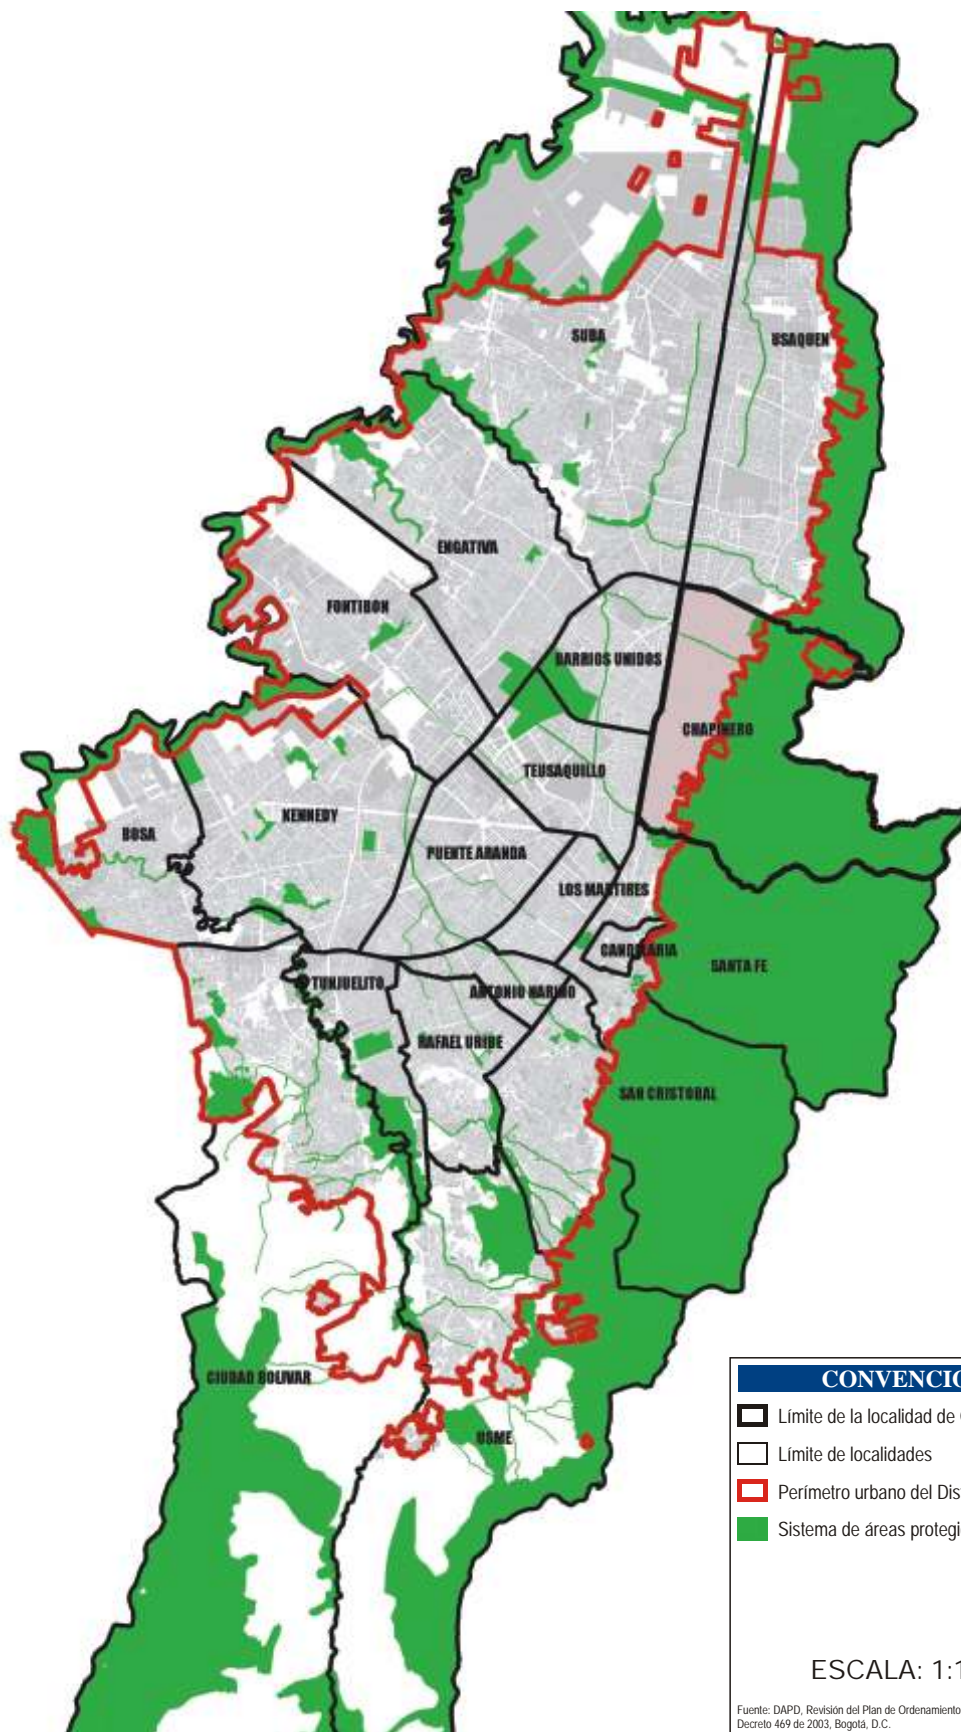 SUBA
USAQUEN
ENGATIVA
FONTIBON
BARRIOS UNIDOS
CHAPINERO
TEUSAQUILLO
KENNEDY
BOSA
PUENTE ARANDA
LOS MARTIRES
CANDELARIA
SANTA FE
TUNJUELITO
ANTONIO NARIÑO
RAFAEL URIBE
SAN CRISTOBAL
CIUDAD BOLIVAR
USME
CONVENCIO
Límite de la localidad de
Límite de localidades
Perímetro urbano del Dis
Sistema de áreas protegi
ESCALA: 1:1
Fuente: DAPD, Revisión del Plan de Ordenamiento
Decreto 469 de 2003, Bogotá, D.C.